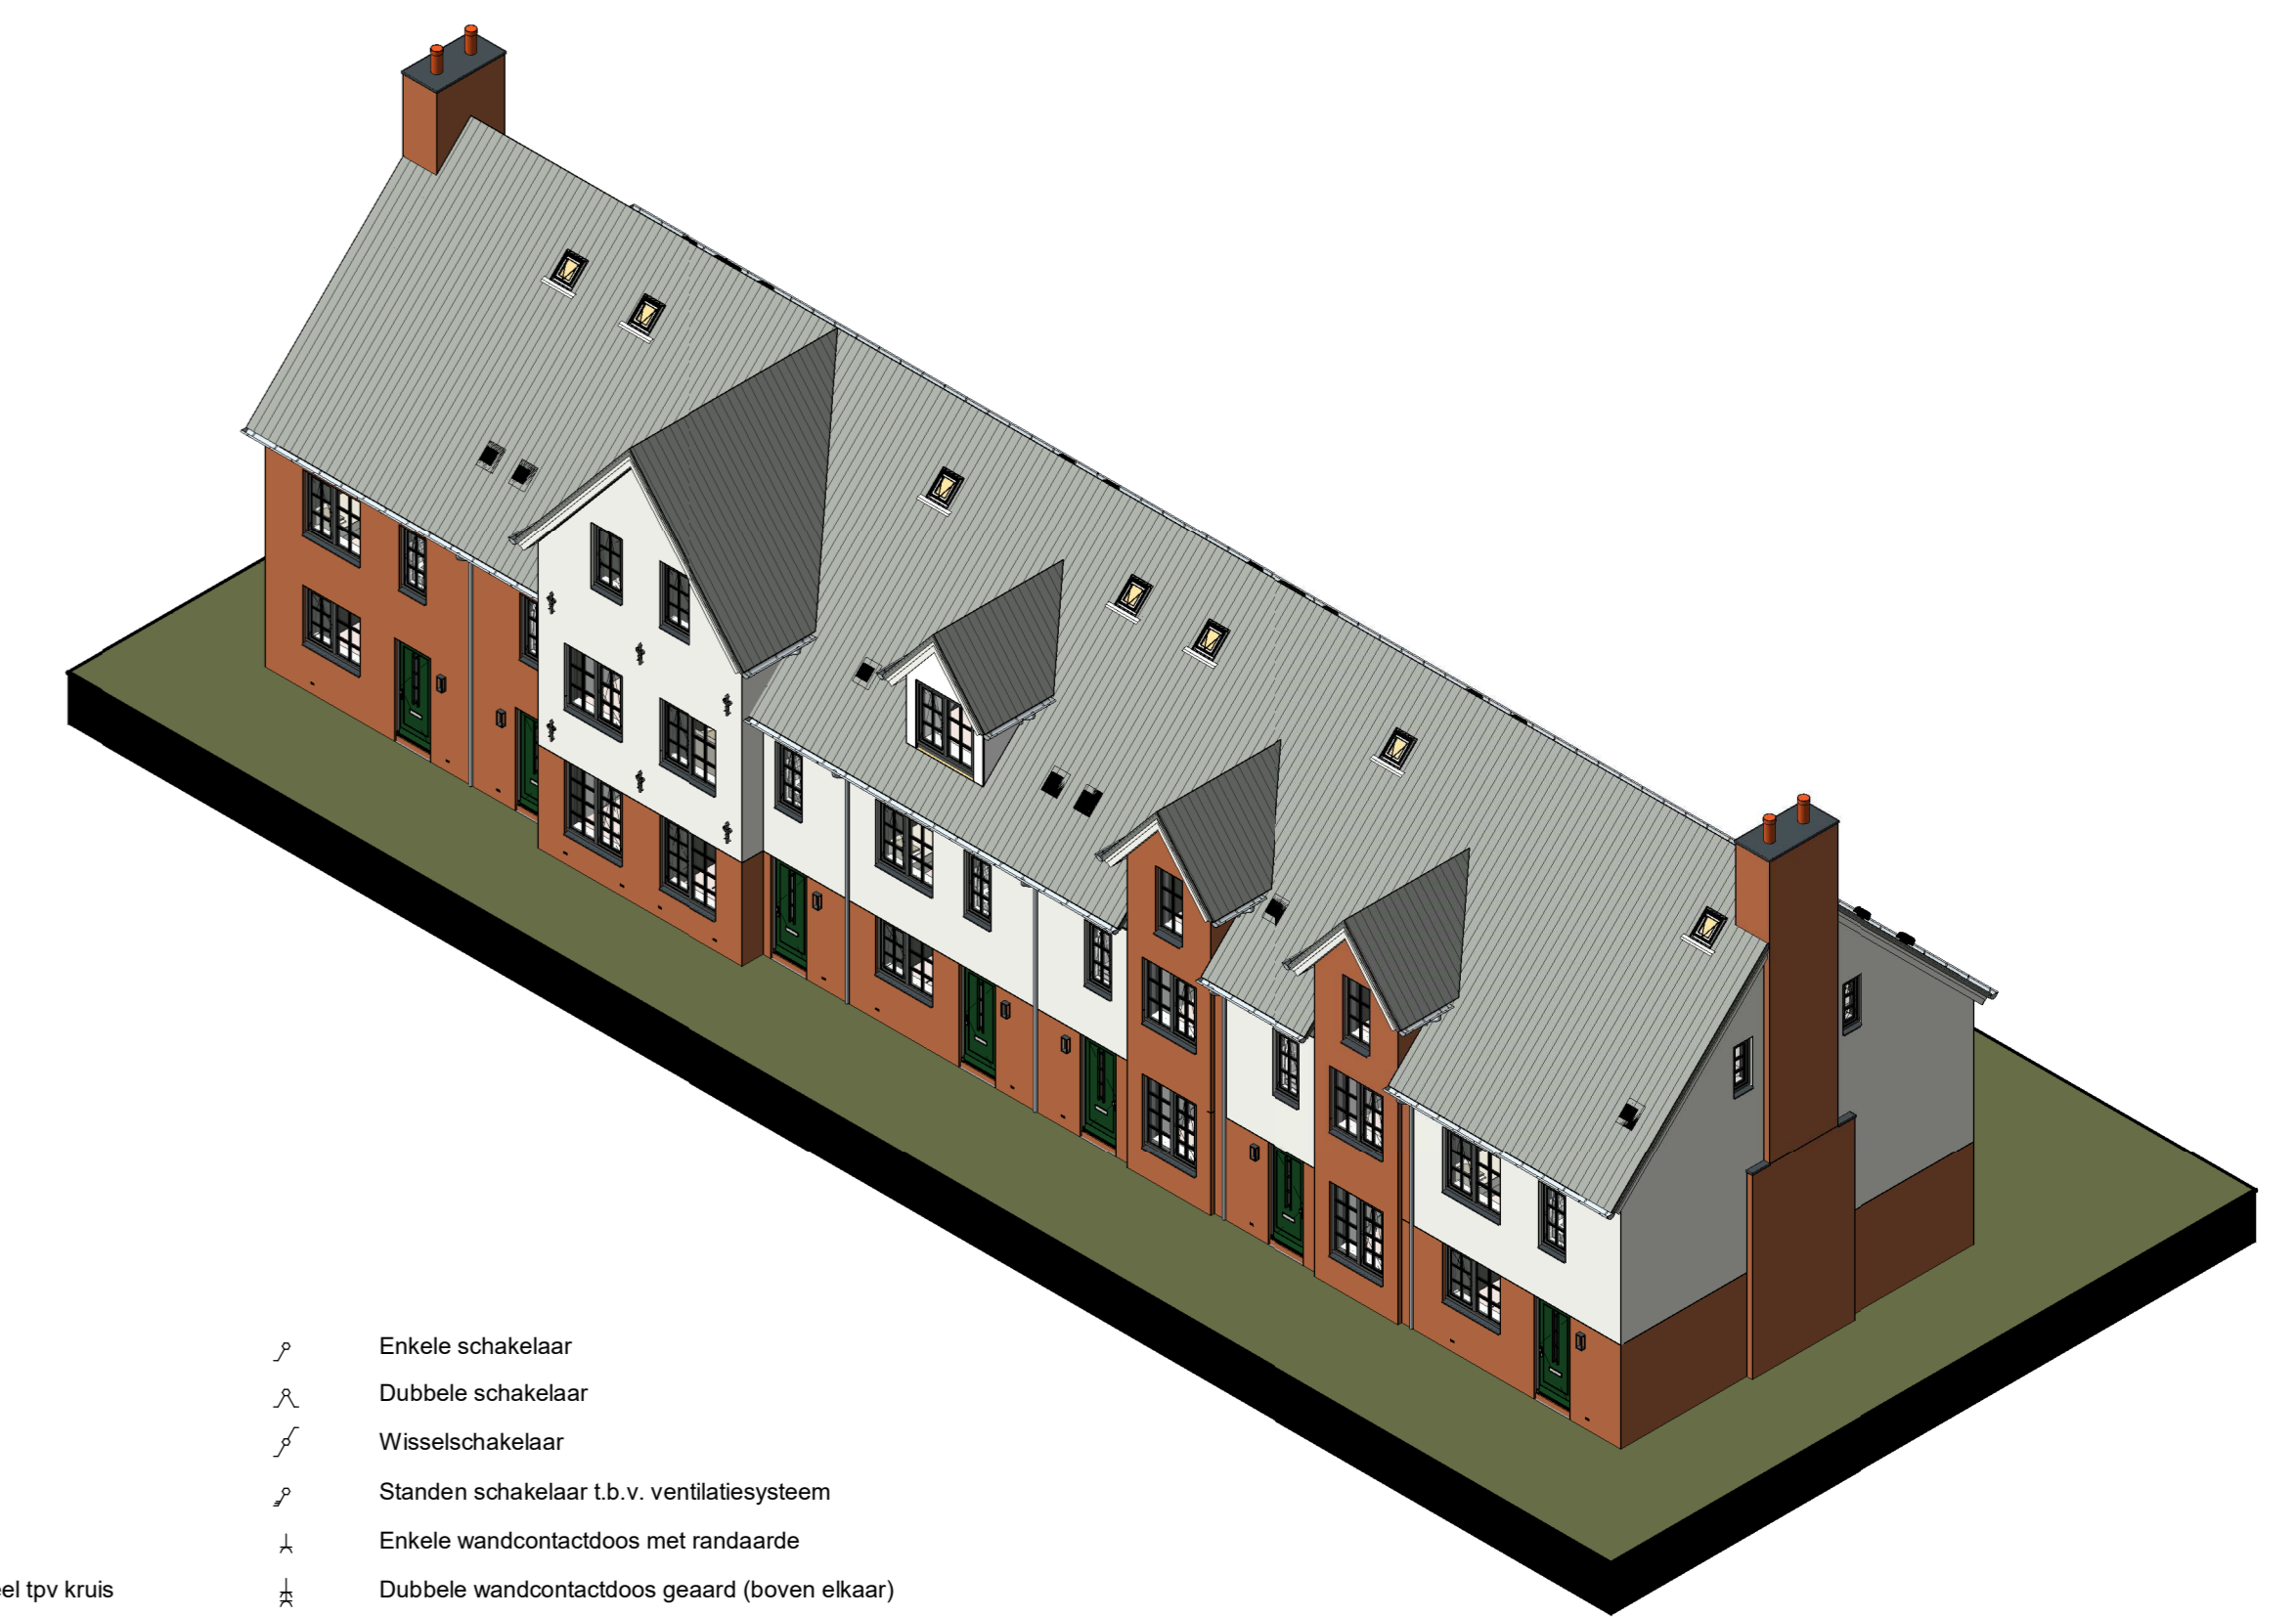 Enkele schakelaar
Dubbele schakelaar
Wisselschakelaar
Standen schakelaar t.b.v. ventilatiesysteem
Enkele wandcontactdoos met randaarde
eel tpv kruis
Dubbele wandcontactdoos geaard (boven elkaar)